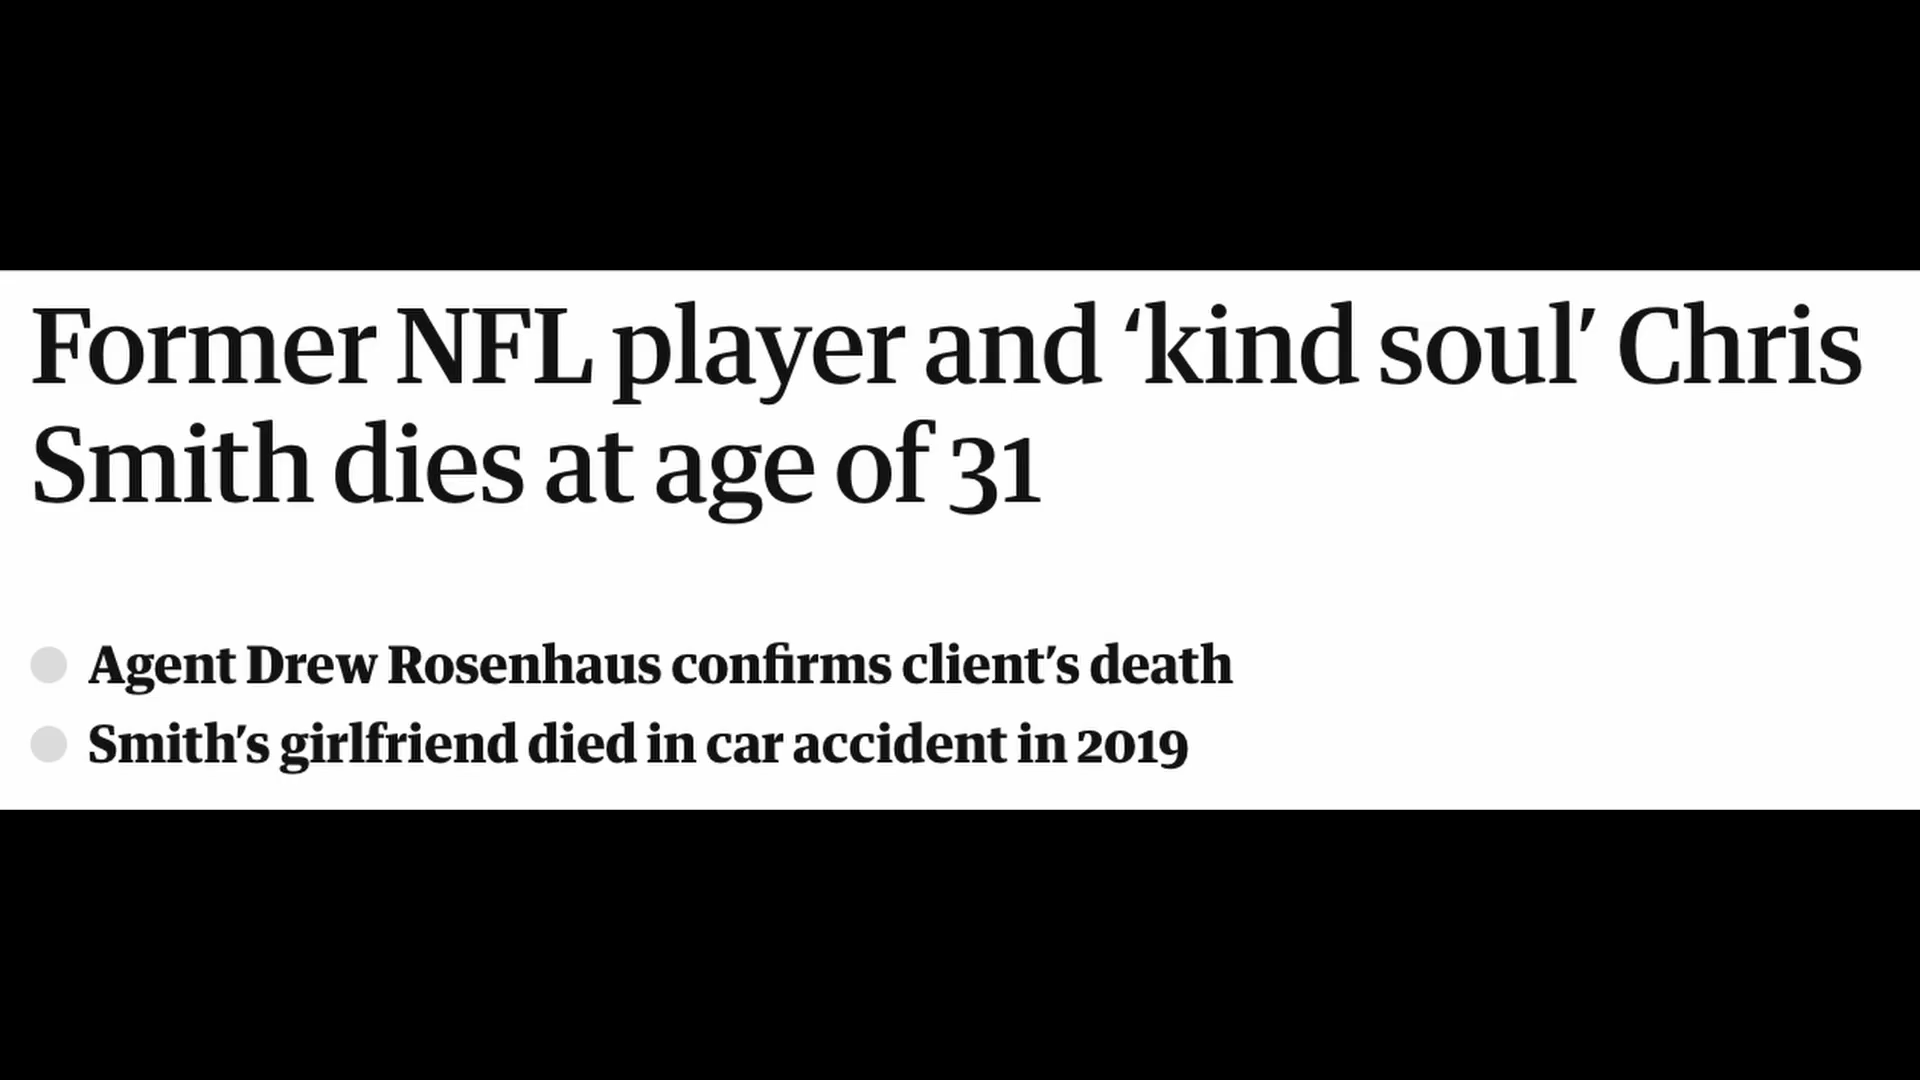 Former NFL player and ‘kind soul’ Chris
Smith dies at age of 31
Agent Drew Rosenhaus confirms client’s death
Smith’s girlfriend died in car accident in 2019